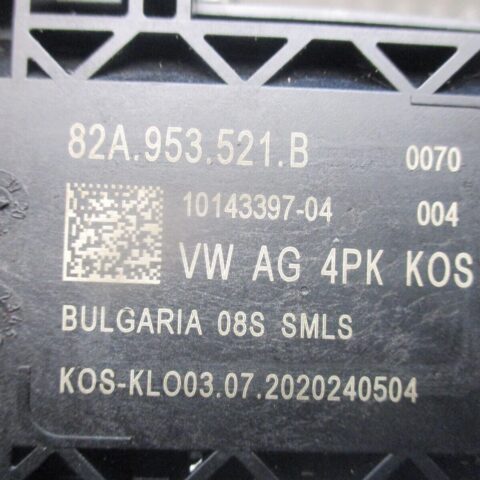 82A.953.521.B 0070
10143397-04 004
VW AG 4PK KOS
BULGARIA 08S SMLS
KOS-KLO03.07.2020240504